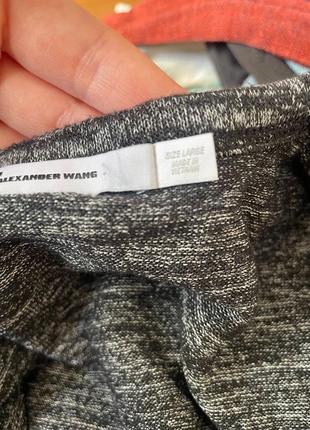 ALEXANDER WANG
SIZE LARGE
MADE IN
VIETNAM